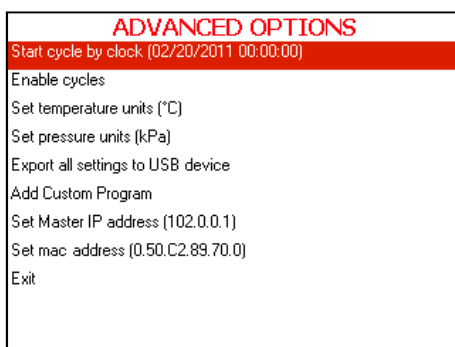 ADVANCED OPTIONS
Start cycle by clock (02/20/2011 00:00:00)
Enable cycles
Set temperature units (°C)
Set pressure units (kPa)
Export all settings to USB device
Add Custom Program
Set Master IP address (102.0.0.1)
Set mac address (0.50.C2.89.70.0)
Exit